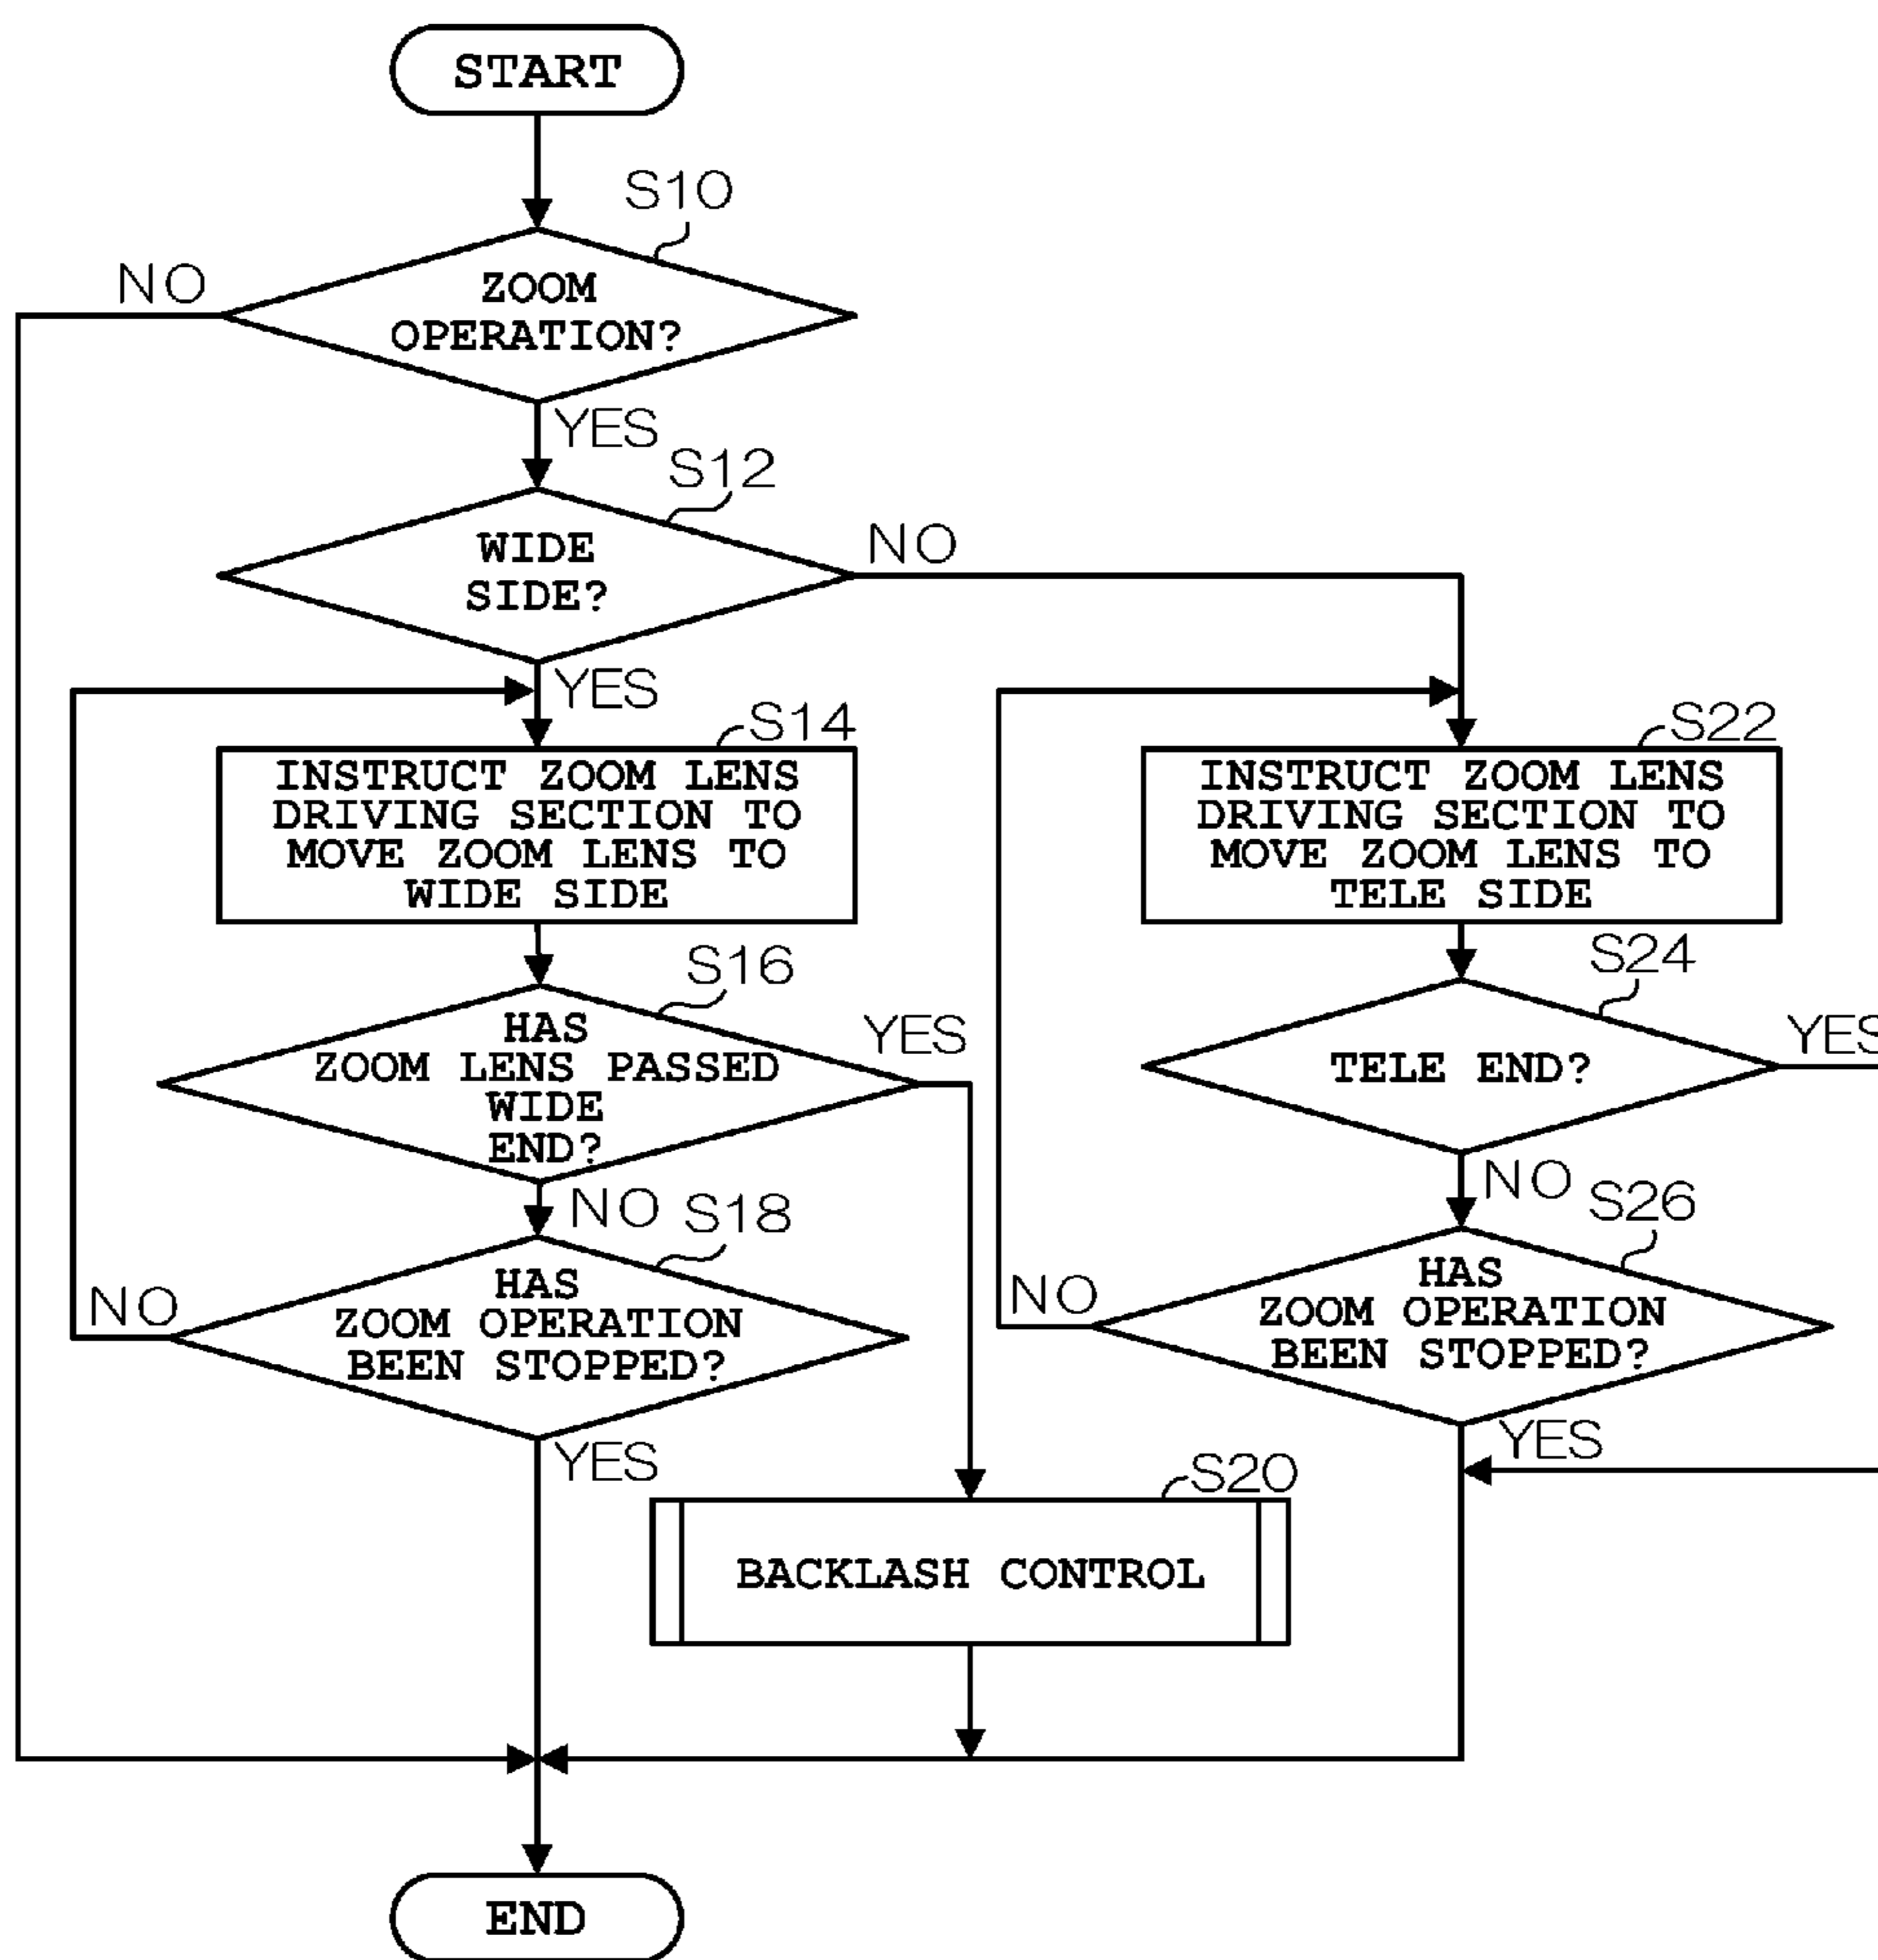 START
S10
NO
ZOOM
OPERATION?
YES
S12
WIDE
SIDE?
NO
YES
S14
INSTRUCT ZOOM LENS
DRIVING SECTION TO
MOVE ZOOM LENS TO
WIDE SIDE
S16
HAS
ZOOM LENS PASSED
WIDE
END?
YES
NO
S18
HAS
ZOOM OPERATION
BEEN STOPPED?
NO
YES
S20
BACKLASH CONTROL
S22
INSTRUCT ZOOM LENS
DRIVING SECTION TO
MOVE ZOOM LENS TO
TELE SIDE
S24
TELE END?
YES
NO
S26
HAS
ZOOM OPERATION
BEEN STOPPED?
NO
YES
END